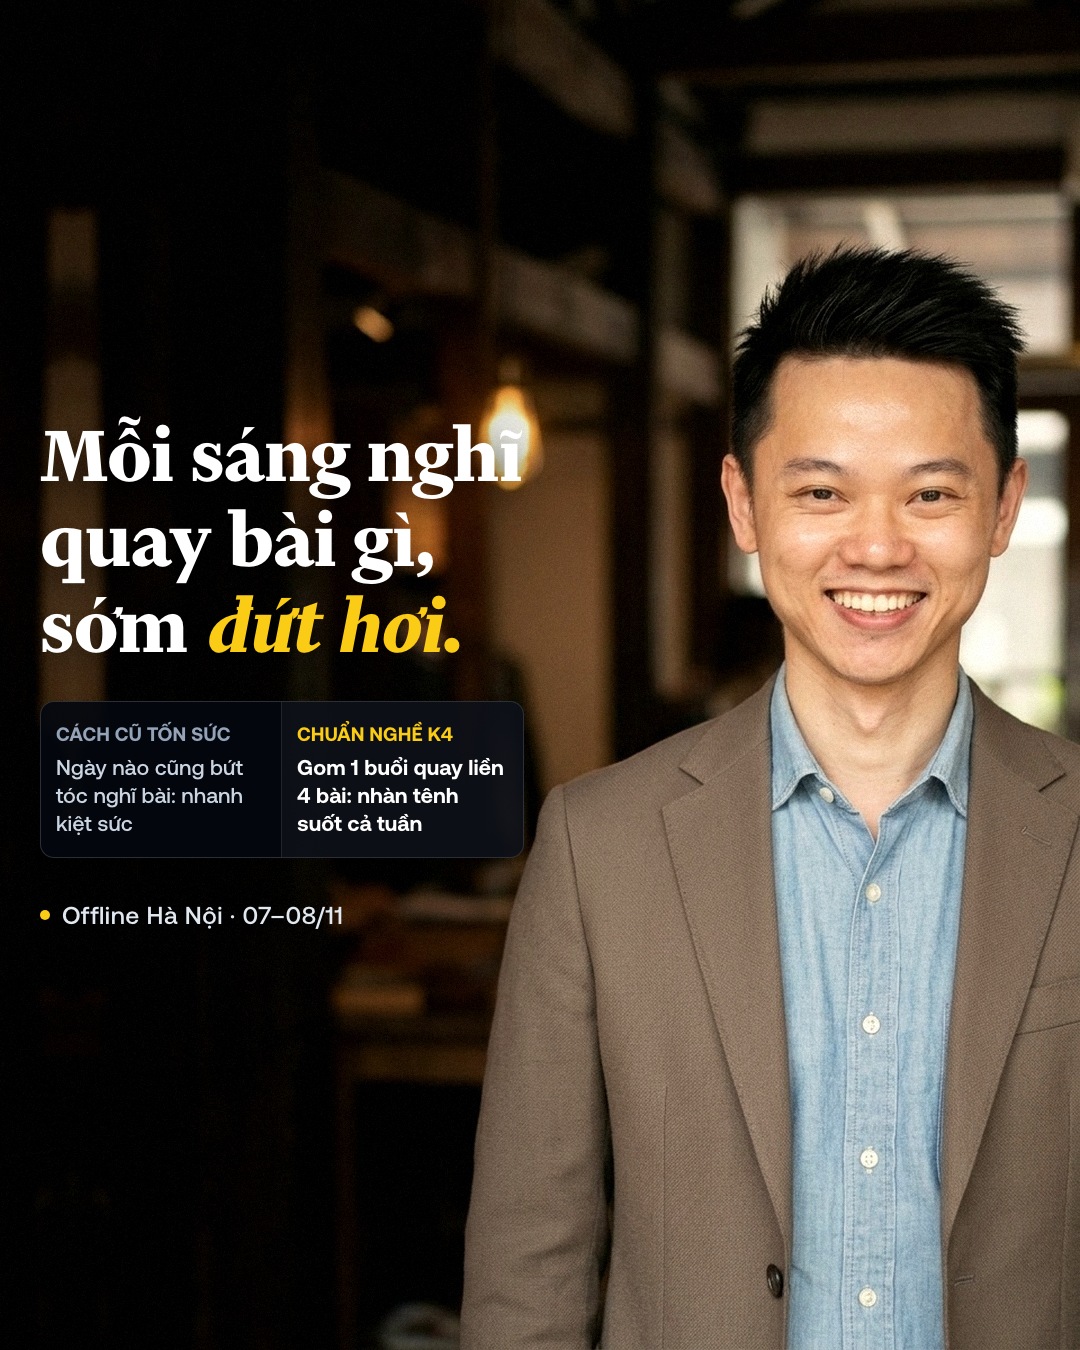 Mỗi sáng nghĩ
quay bài gì,
sớm đứt hơi.
CÁCH CŨ TỐN SỨC
Ngày nào cũng bứt
tóc nghĩ bài: nhanh
kiệt sức
CHUẨN NGHỀ K4
Gom 1 buổi quay liền
4 bài: nhàn tênh
suốt cả tuần
Offline Hà Nội · 07–08/11